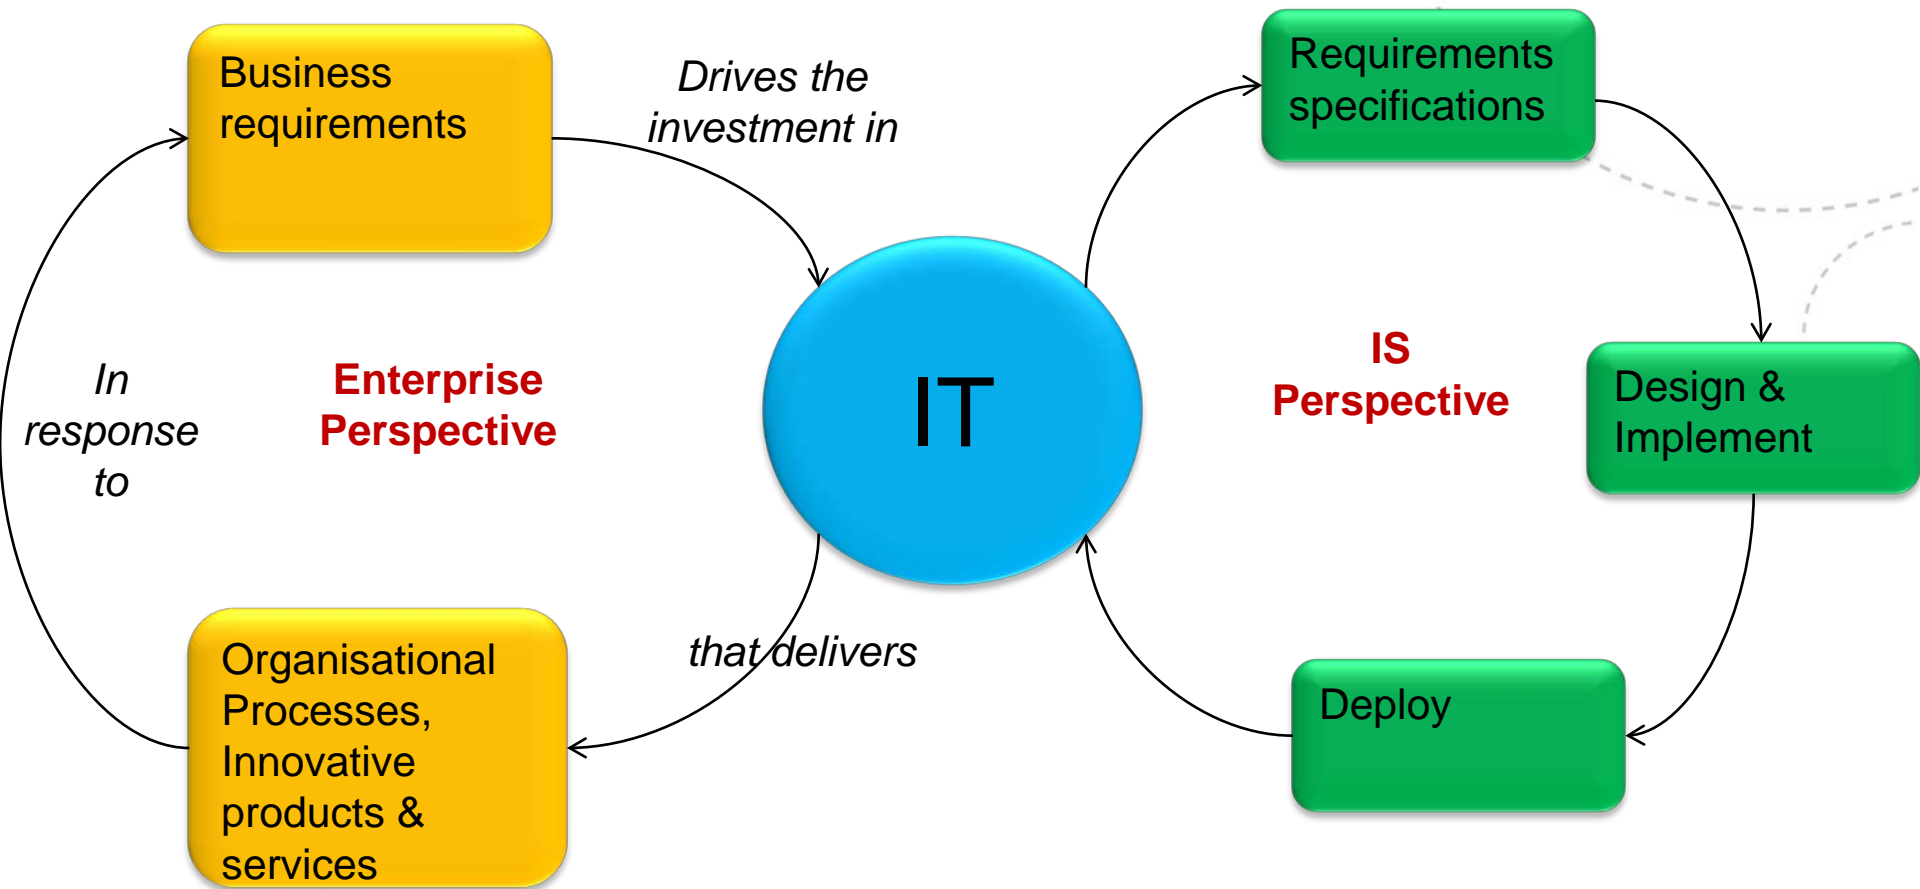 Business
requirements
Drives the
investment in
Requirements
specifications
In
response
to
Enterprise
Perspective
IT
IS
Perspective
Design &
Implement
Organisational
Processes,
Innovative
products &
services
that delivers
Deploy